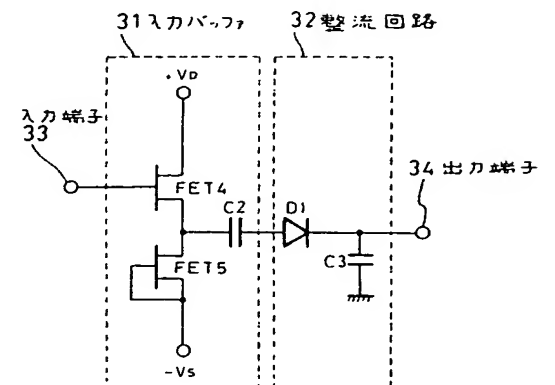 31入力バッファ
32整流回路
+VD
入力端子
33
FET4
C2
D1
34出力端子
FET5
C3
-VS